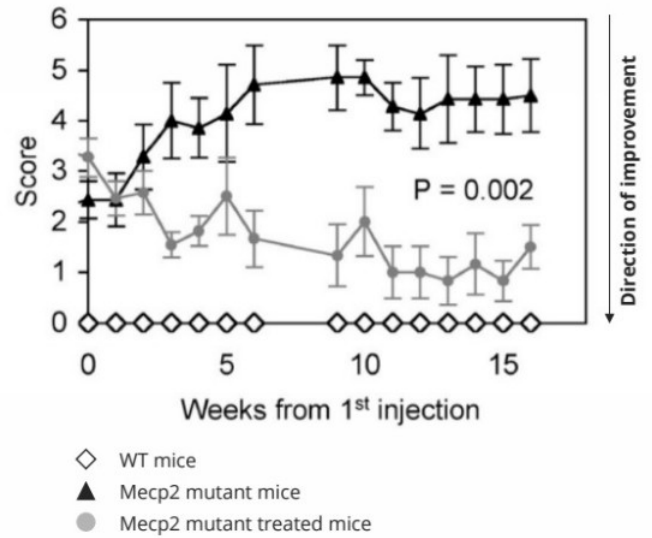 6
5
4
3
2
1
0
Score
P = 0.002
Direction of improvement
0 5 10 15
Weeks from 1st injection
WT mice
Mecp2 mutant mice
Mecp2 mutant treated mice